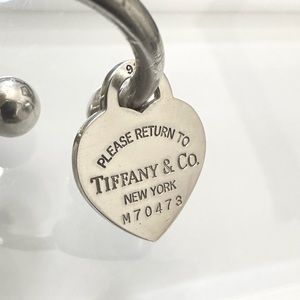 PLEASE RETURN TO
TIFFANY & CO.
NEW YORK
M70473